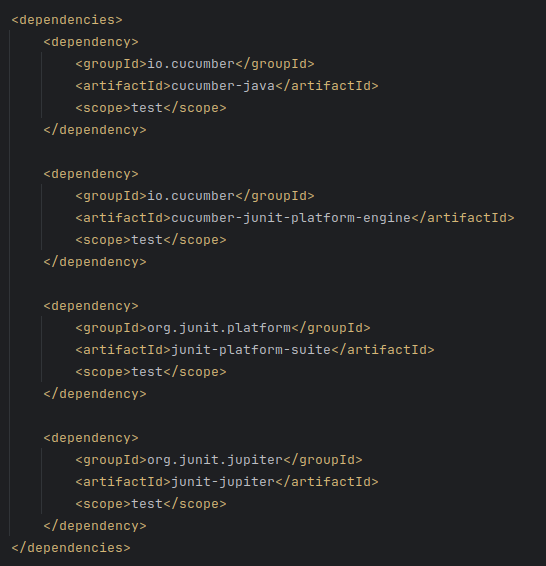 <dependencies>
    <dependency>
        <groupId>io.cucumber</groupId>
        <artifactId>cucumber-java</artifactId>
        <scope>test</scope>
    </dependency>

    <dependency>
        <groupId>io.cucumber</groupId>
        <artifactId>cucumber-junit-platform-engine</artifactId>
        <scope>test</scope>
    </dependency>

    <dependency>
        <groupId>org.junit.platform</groupId>
        <artifactId>junit-platform-suite</artifactId>
        <scope>test</scope>
    </dependency>

    <dependency>
        <groupId>org.junit.jupiter</groupId>
        <artifactId>junit-jupiter</artifactId>
        <scope>test</scope>
    </dependency>
</dependencies>